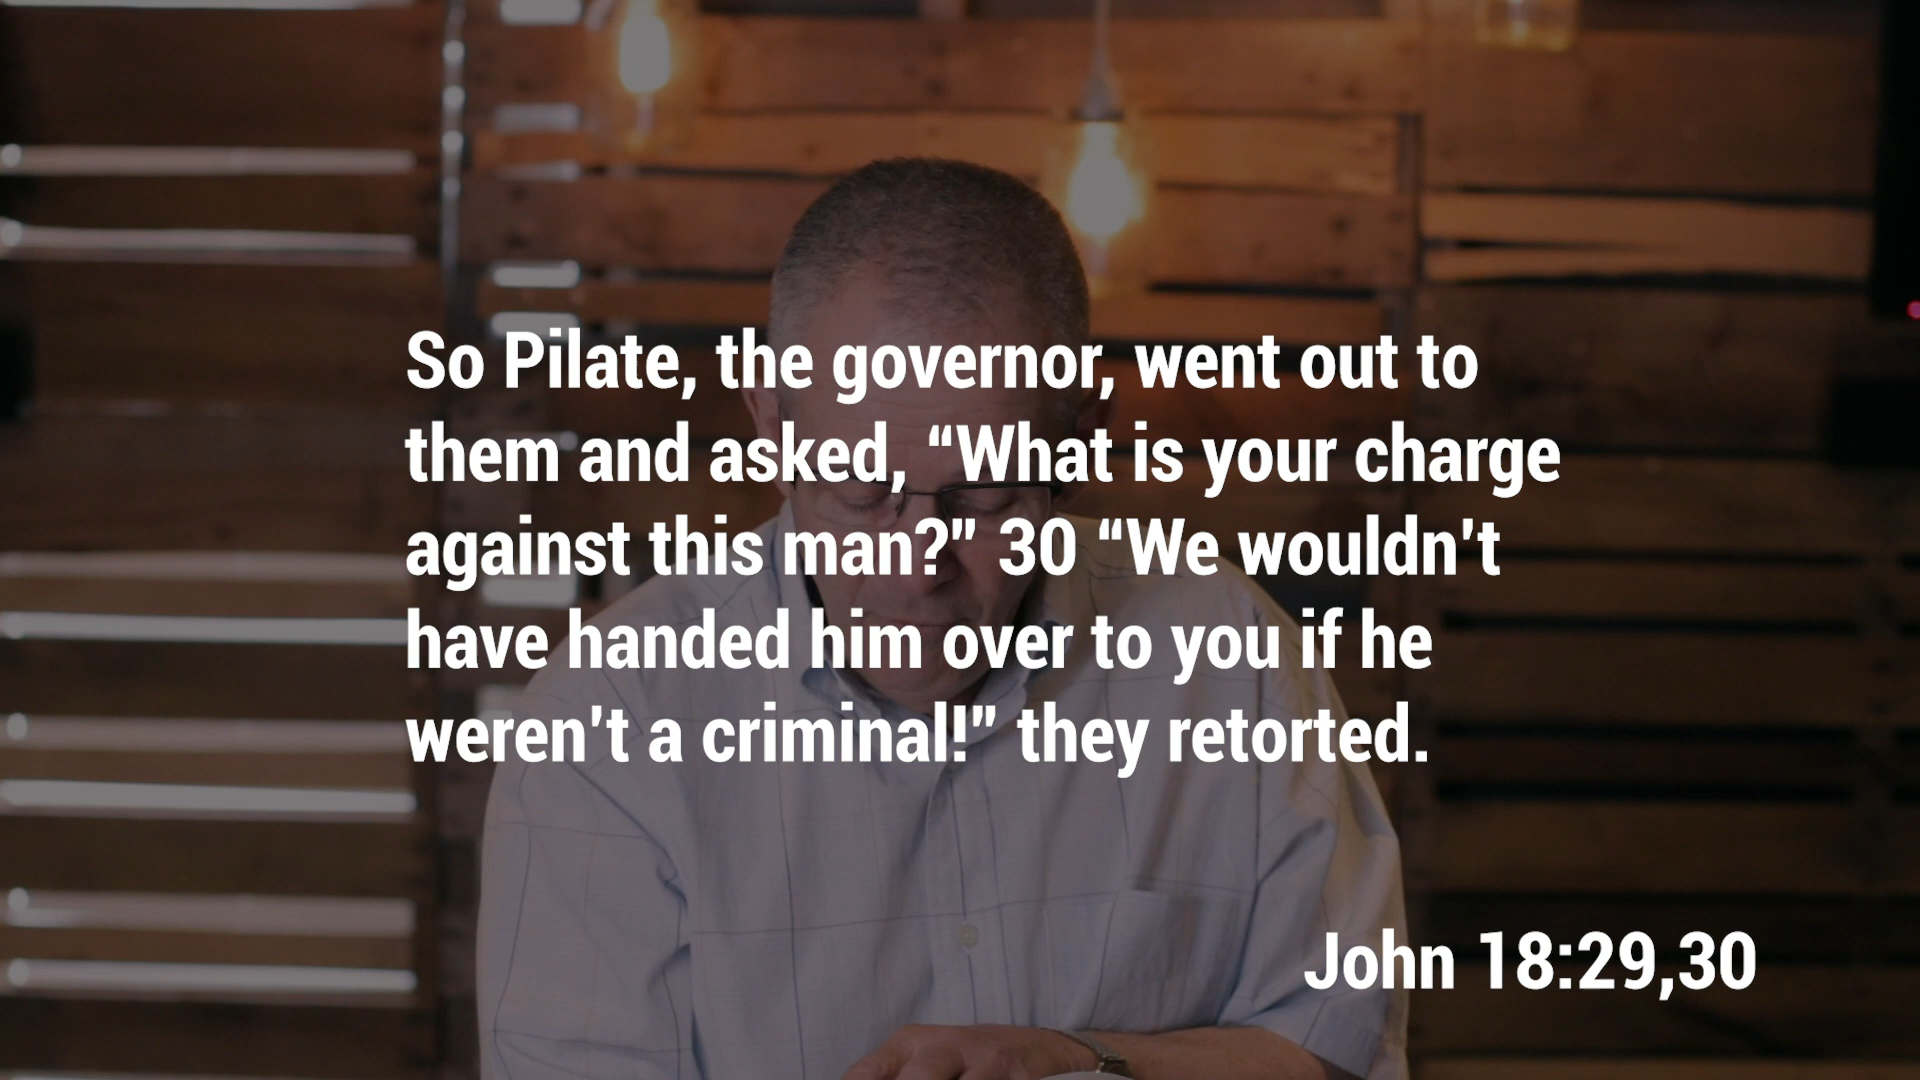 So Pilate, the governor, went out to
them and asked, “What is your charge
against this man?” 30 “We wouldn’t
have handed him over to you if he
weren’t a criminal!” they retorted.
John 18:29,30